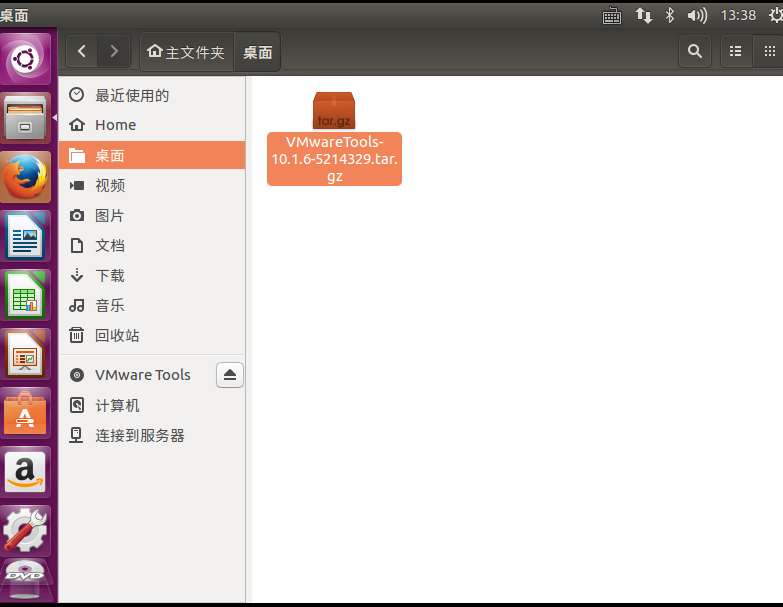 桌面
13:38
主文件夹
桌面
最近使用的
Home
桌面
视频
图片
文档
下载
音乐
回收站
VMware Tools
计算机
连接到服务器
tar.gz
VMwareTools-
10.1.6-5214329.tar.
gz
A
a
DVD